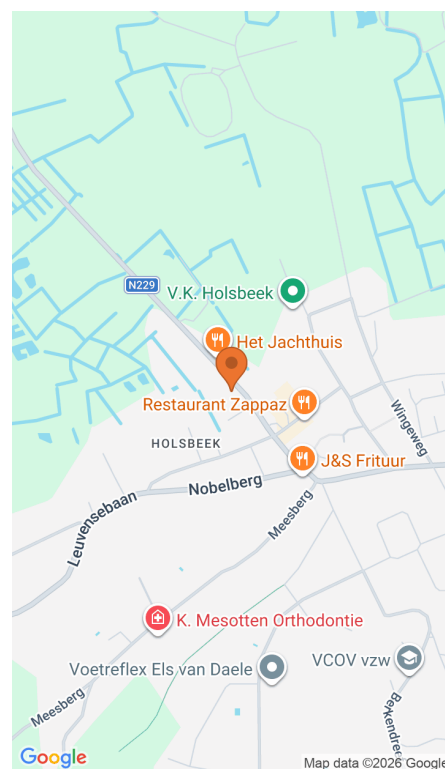 N229
V.K. Holsbeek
Het Jachthuis
Restaurant Zappaz
Wingeweg
HOLSBEEK
J&S Frituur
Nobelberg
Leuvensebaan
Meesberg
K. Mesotten Orthodontie
Voetreflex Els van Daele
VCOV vzw
Meesberg
Berkendree
Google
Map data ©2026 Google